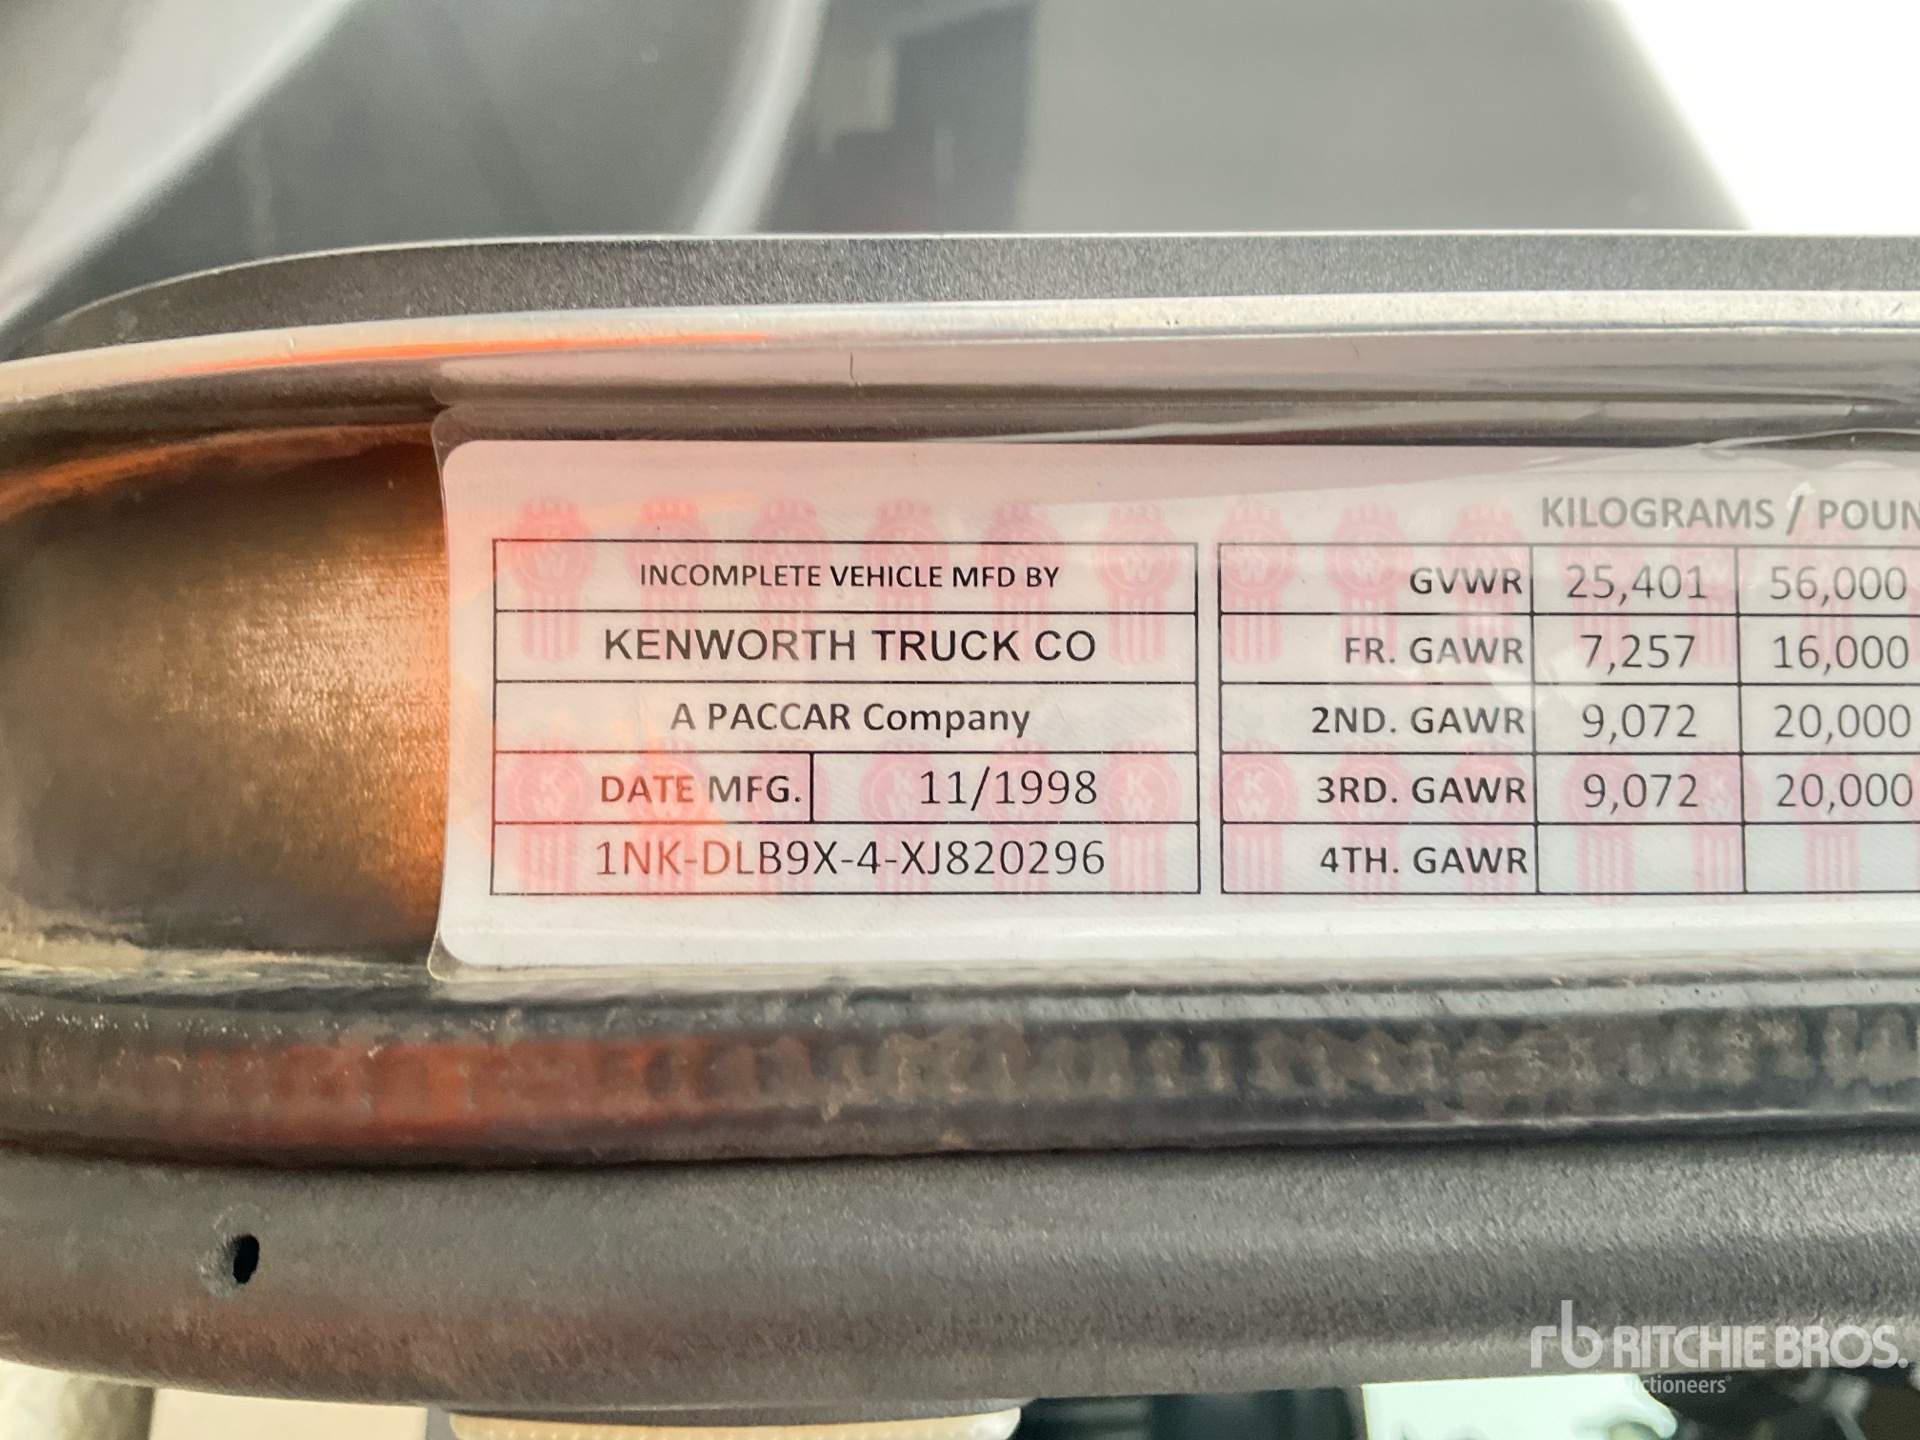 KILOGRAMS / POUN
INCOMPLETE VEHICLE MFD BY
KENWORTH TRUCK CO
A PACCAR Company
DATE MFG. 11/1998
1NK-DLB9X-4-XJ820296
GVWR 25,401 56,000
FR. GAWR 7,257 16,000
2ND. GAWR 9,072 20,000
3RD. GAWR 9,072 20,000
4TH. GAWR
rb RITCHIE BROS.
Auctioneers